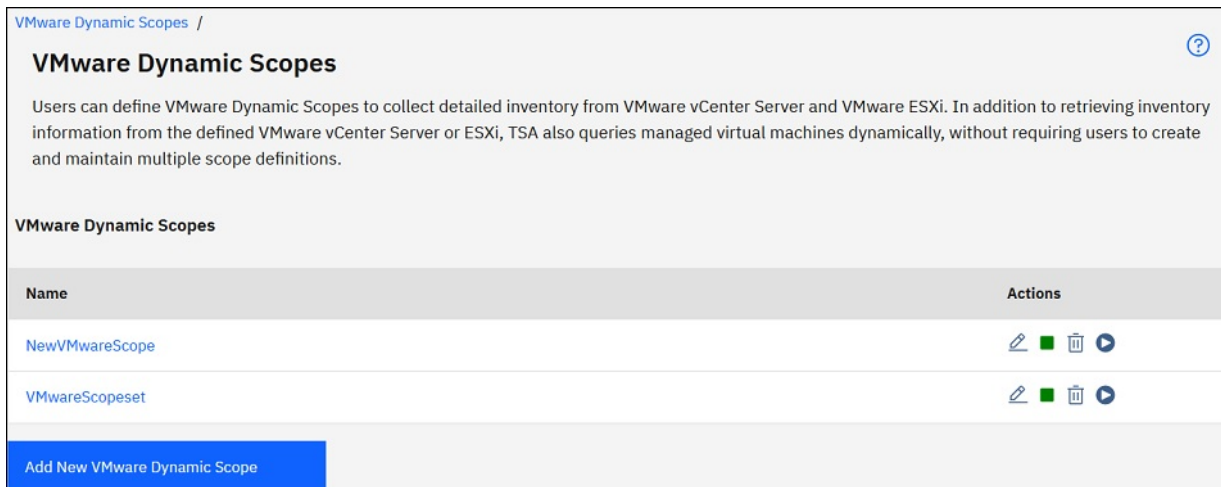 VMware Dynamic Scopes /
VMware Dynamic Scopes
Users can define VMware Dynamic Scopes to collect detailed inventory from VMware vCenter Server and VMware ESXi. In addition to retrieving inventory
information from the defined VMware vCenter Server or ESXi, TSA also queries managed virtual machines dynamically, without requiring users to create
and maintain multiple scope definitions.
VMware Dynamic Scopes
Name Actions
NewVMwareScope
VMwareScopeset
Add New VMware Dynamic Scope